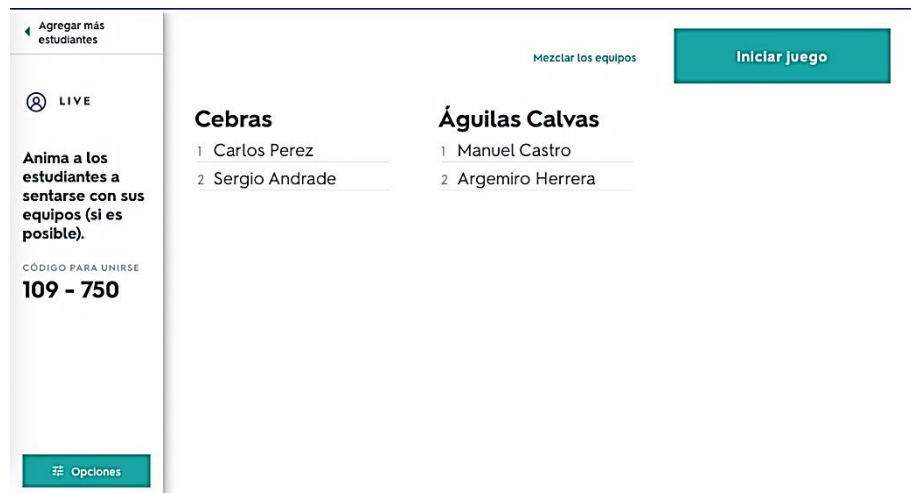 Agregar más
estudiantes
LIVE
Anima a los
estudiantes a
sentarse con sus
equipos (si es
posible).
CÓDIGO PARA UNIRSE
109 - 750
Opciones
Mezclar los equipos
Iniciar juego
Cebras
1 Carlos Perez
2 Sergio Andrade
Águilas Calvas
1 Manuel Castro
2 Argemiro Herrera